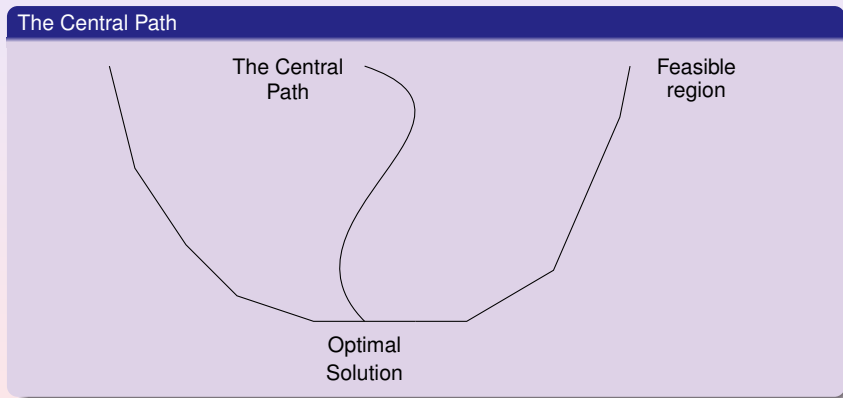 The Central Path
The Central
Path
Feasible
region
Optimal
Solution